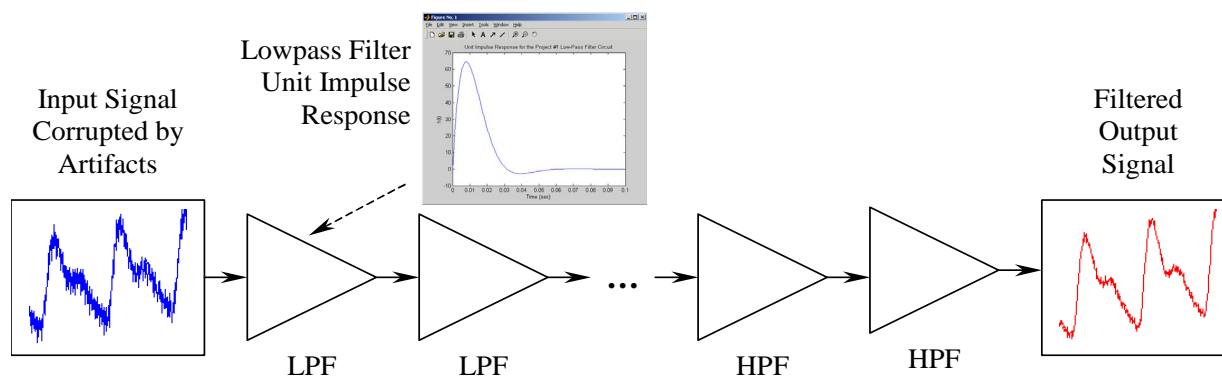 Input Signal
Corrupted by
Artifacts
Lowpass Filter
Unit Impulse
Response
Figure No. 1
File Edit View Insert Tools Window Help
Unit Impulse Response for the Project #1 Low-Pass Filter Circuit
h(t)
70
60
50
40
30
20
10
0
-10
0 0.01 0.02 0.03 0.04 0.05 0.06 0.07 0.08 0.09 0.1
Time (sec)
Filtered
Output
Signal
...
LPF
LPF
HPF
HPF